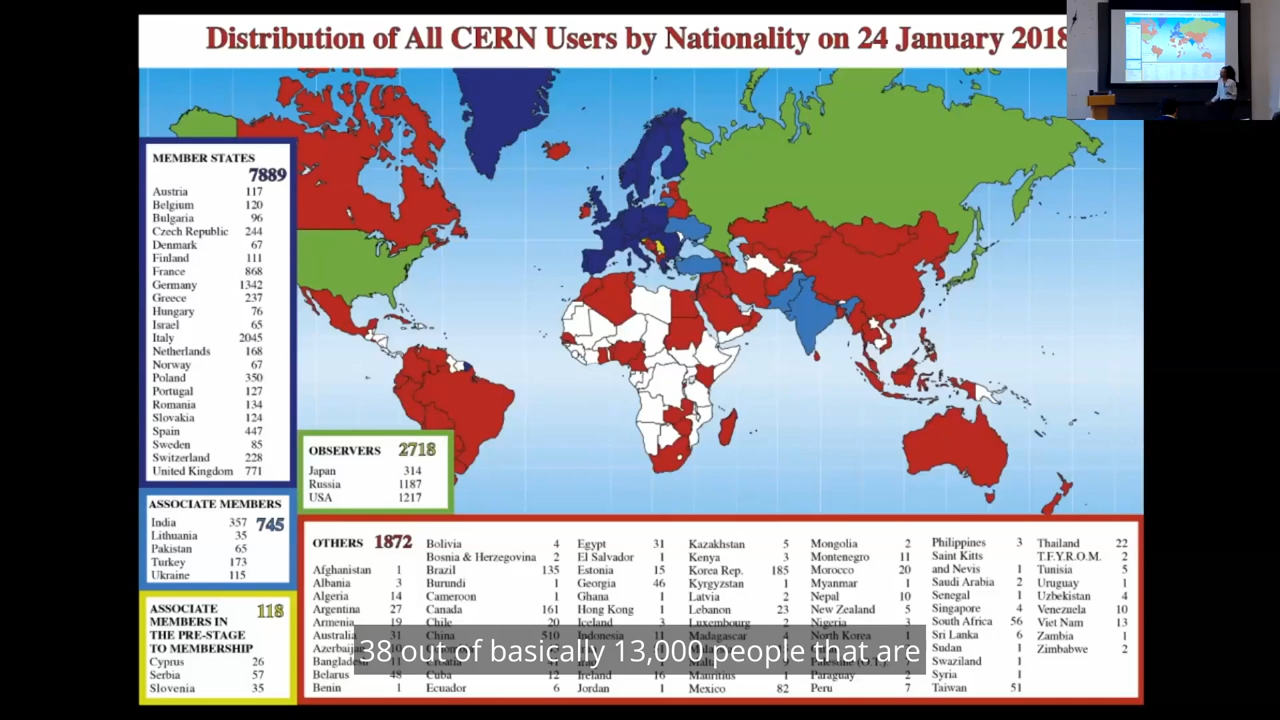 Distribution of All CERN Users by Nationality on 24 January 2018
MEMBER STATES
7889
Austria 117
Belgium 120
Bulgaria 96
Czech Republic 244
Denmark 67
Finland 111
France 868
Germany 1342
Greece 237
Hungary 76
Israel 65
Italy 2045
Netherlands 168
Norway 67
Poland 350
Portugal 127
Romania 134
Slovakia 124
Spain 447
Sweden 85
Switzerland 228
United Kingdom 771
OBSERVERS 2718
Japan 314
Russia 1187
USA 1217
ASSOCIATE MEMBERS
745
India 357
Lithuania 35
Pakistan 65
Turkey 173
Ukraine 115
ASSOCIATE 118
MEMBERS IN
THE PRE-STAGE
TO MEMBERSHIP
Cyprus 26
Serbia 57
Slovenia 35
OTHERS 1872
Afghanistan 1
Albania 3
Algeria 14
Argentina 27
Armenia 19
Australia 31
Azerbaijan
Bangladesh 11
Belarus 48
Benin 1
Bolivia 4
Bosnia & Herzegovina 2
Brazil 135
Burundi 1
Cameroon 1
Canada 161
Chile 20
China 510
Croatia 41
Cuba 12
Ecuador 6
Egypt 31
El Salvador 1
Estonia 15
Georgia 46
Ghana 1
Hong Kong 1
Iceland 3
Indonesia 11
Ireland 16
Jordan 1
Kazakhstan 5
Kenya 3
Korea Rep. 185
Kyrgyzstan 1
Latvia 2
Lebanon 23
Luxembourg 2
Madagascar 4
Malta 9
Mauritius 1
Mexico 82
Mongolia 2
Montenegro 11
Morocco 20
Myanmar 1
Nepal 10
New Zealand 5
Nigeria 3
North Korea 1
Palestine (O.T.) 7
Paraguay 2
Peru 7
Philippines 3
Saint Kitts
and Nevis 1
Saudi Arabia 2
Senegal 1
Singapore 4
South Africa 56
Sri Lanka 6
Sudan 1
Swaziland 1
Syria 1
Taiwan 51
Thailand 22
T.F.Y.R.O.M. 2
Tunisia 5
Uruguay 1
Uzbekistan 4
Venezuela 10
Viet Nam 13
Zambia 1
Zimbabwe 2
38 out of basically 13,000 people that are